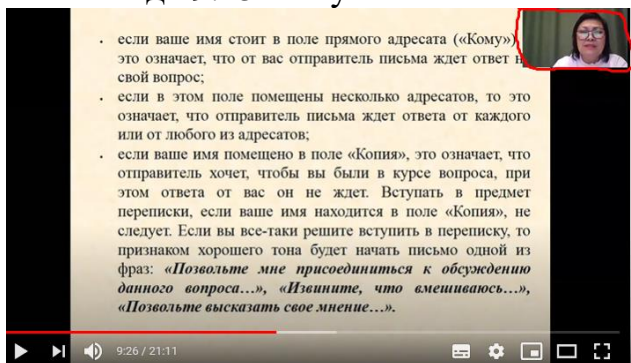 если ваше имя стоит в поле прямого адресата («Кому»)
это означает, что от вас отправитель письма ждет ответ
свой вопрос;
если в этом поле помещены несколько адресатов, то это
означает, что отправитель письма ждет ответа от каждого
или от любого из адресатов;
если ваше имя помещено в поле «Копия», это означает, что
отправитель хочет, чтобы вы были в курсе вопроса, при
этом ответа от вас он не ждет. Вступать в предмет
переписки, если ваше имя находится в поле «Копия», не
следует. Если вы все-таки решите вступить в переписку, то
признаком хорошего тона будет начать письмо одной из
фраз: «Позвольте мне присоединиться к обсуждению
данного вопроса…», «Извините, что вмешиваюсь…»,
«Позвольте высказать свое мнение…».
9:26 / 21:11